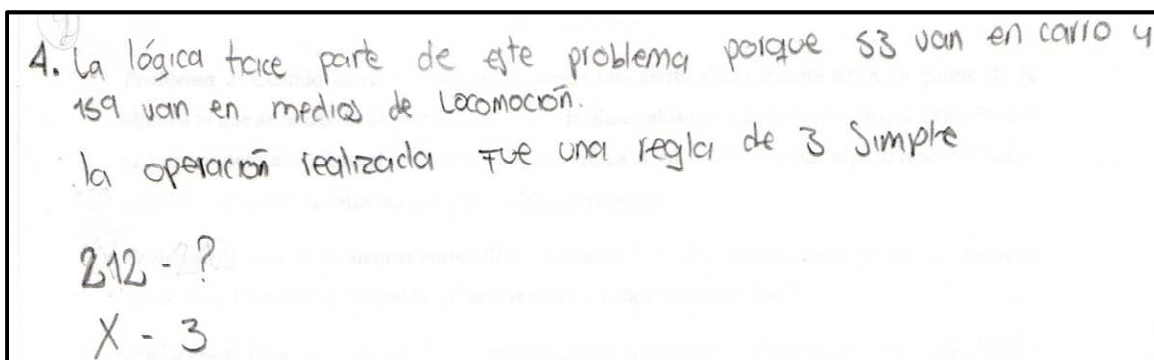 4. La lógica hace parte de este problema porque 53 van en carro y
159 van en medios de Locomoción.
la operación realizada Fue una regla de 3 Simple
212 - ?
X - 3